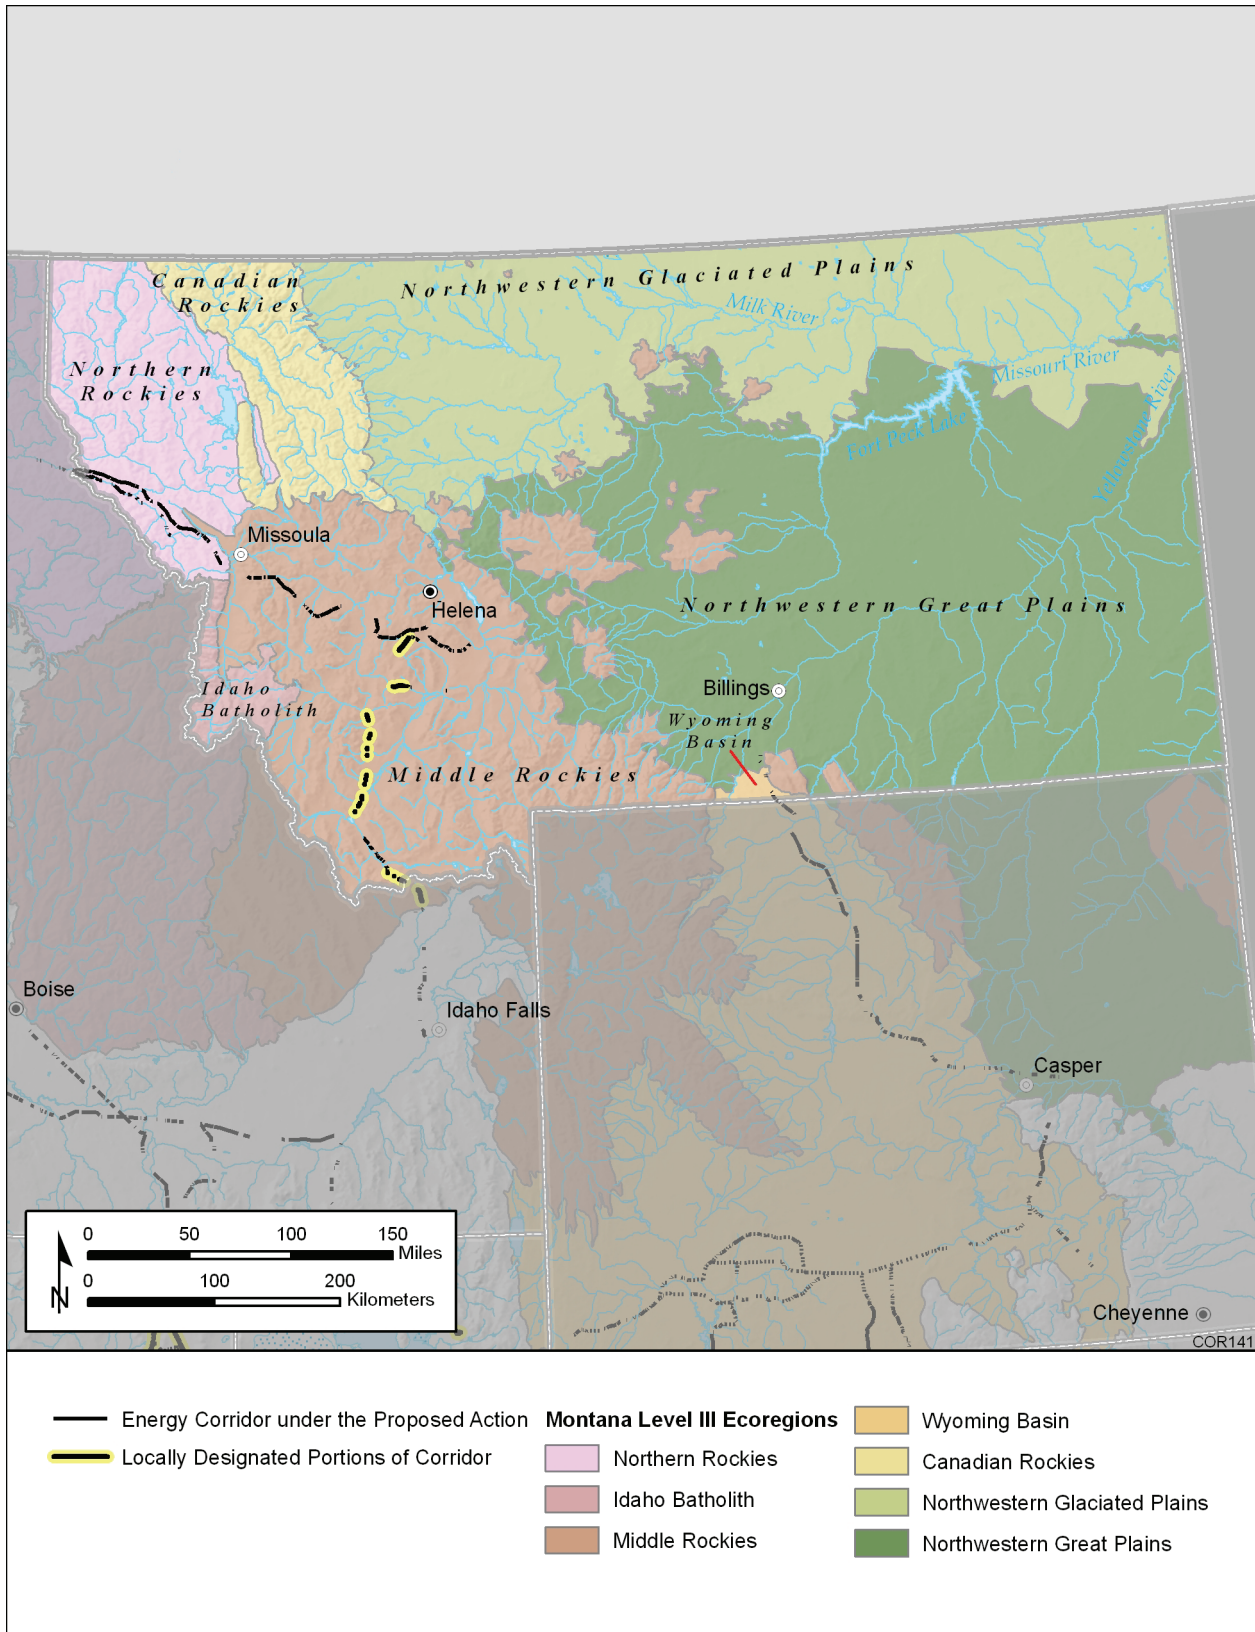 Canadian
Rockies
Northwestern Glaciated Plains
Milk River
Northern
Rockies
Missouri River
Yellowstone River
Fort Peck Lake
Missoula
Helena
Northwestern Great Plains
Idaho
Batholith
Billings
Wyoming
Basin
Middle Rockies
Boise
Idaho Falls
Casper
Cheyenne
COR141
0 50 100 150
Miles
0 100 200
Kilometers
N
Energy Corridor under the Proposed Action
Locally Designated Portions of Corridor
Montana Level III Ecoregions
Northern Rockies
Idaho Batholith
Middle Rockies
Wyoming Basin
Canadian Rockies
Northwestern Glaciated Plains
Northwestern Great Plains